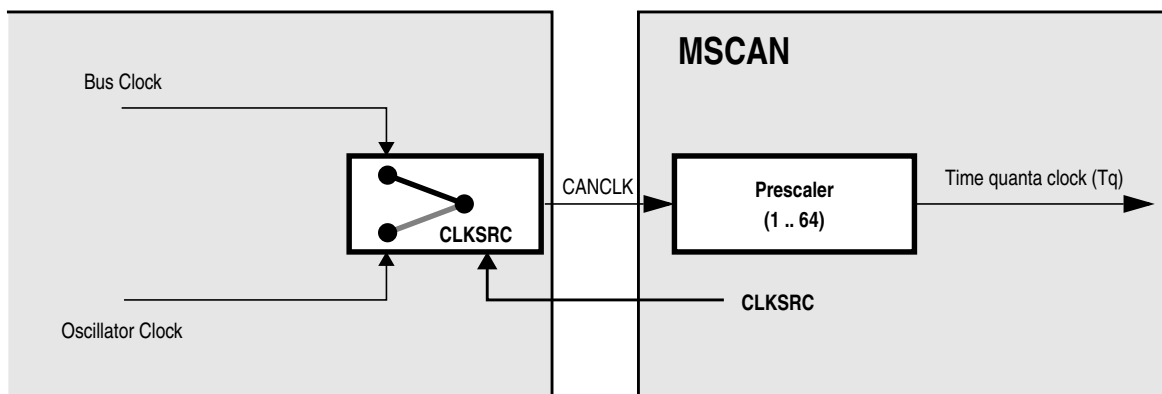 MSCAN
Bus Clock
CANCLK
Prescaler
(1 .. 64)
Time quanta clock (Tq)
CLKSRC
CLKSRC
Oscillator Clock